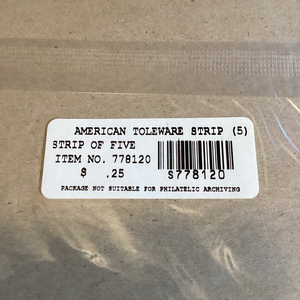 AMERICAN TOLEWARE STRIP (5)
STRIP OF FIVE
ITEM NO. 778120
$ .25
S778120
PACKAGE NOT SUITABLE FOR PHILATELIC ARCHIVING